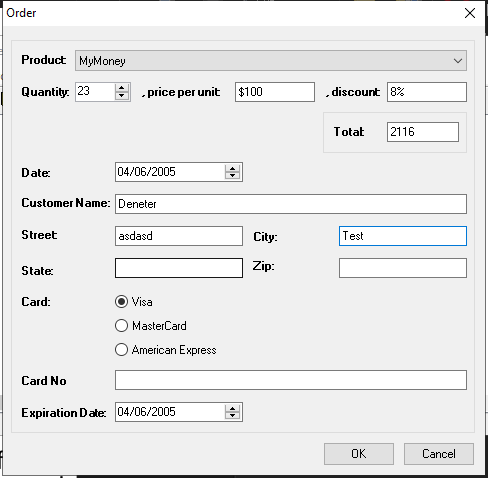 Order
Product: MyMoney
Quantity: 23 , price per unit: $100 , discount: 8%
Total: 2116
Date: 04/06/2005
Customer Name: Deneter
Street: asdasd City: Test
State: Zip:
Card: Visa
MasterCard
American Express
Card No
Expiration Date: 04/06/2005
OK Cancel